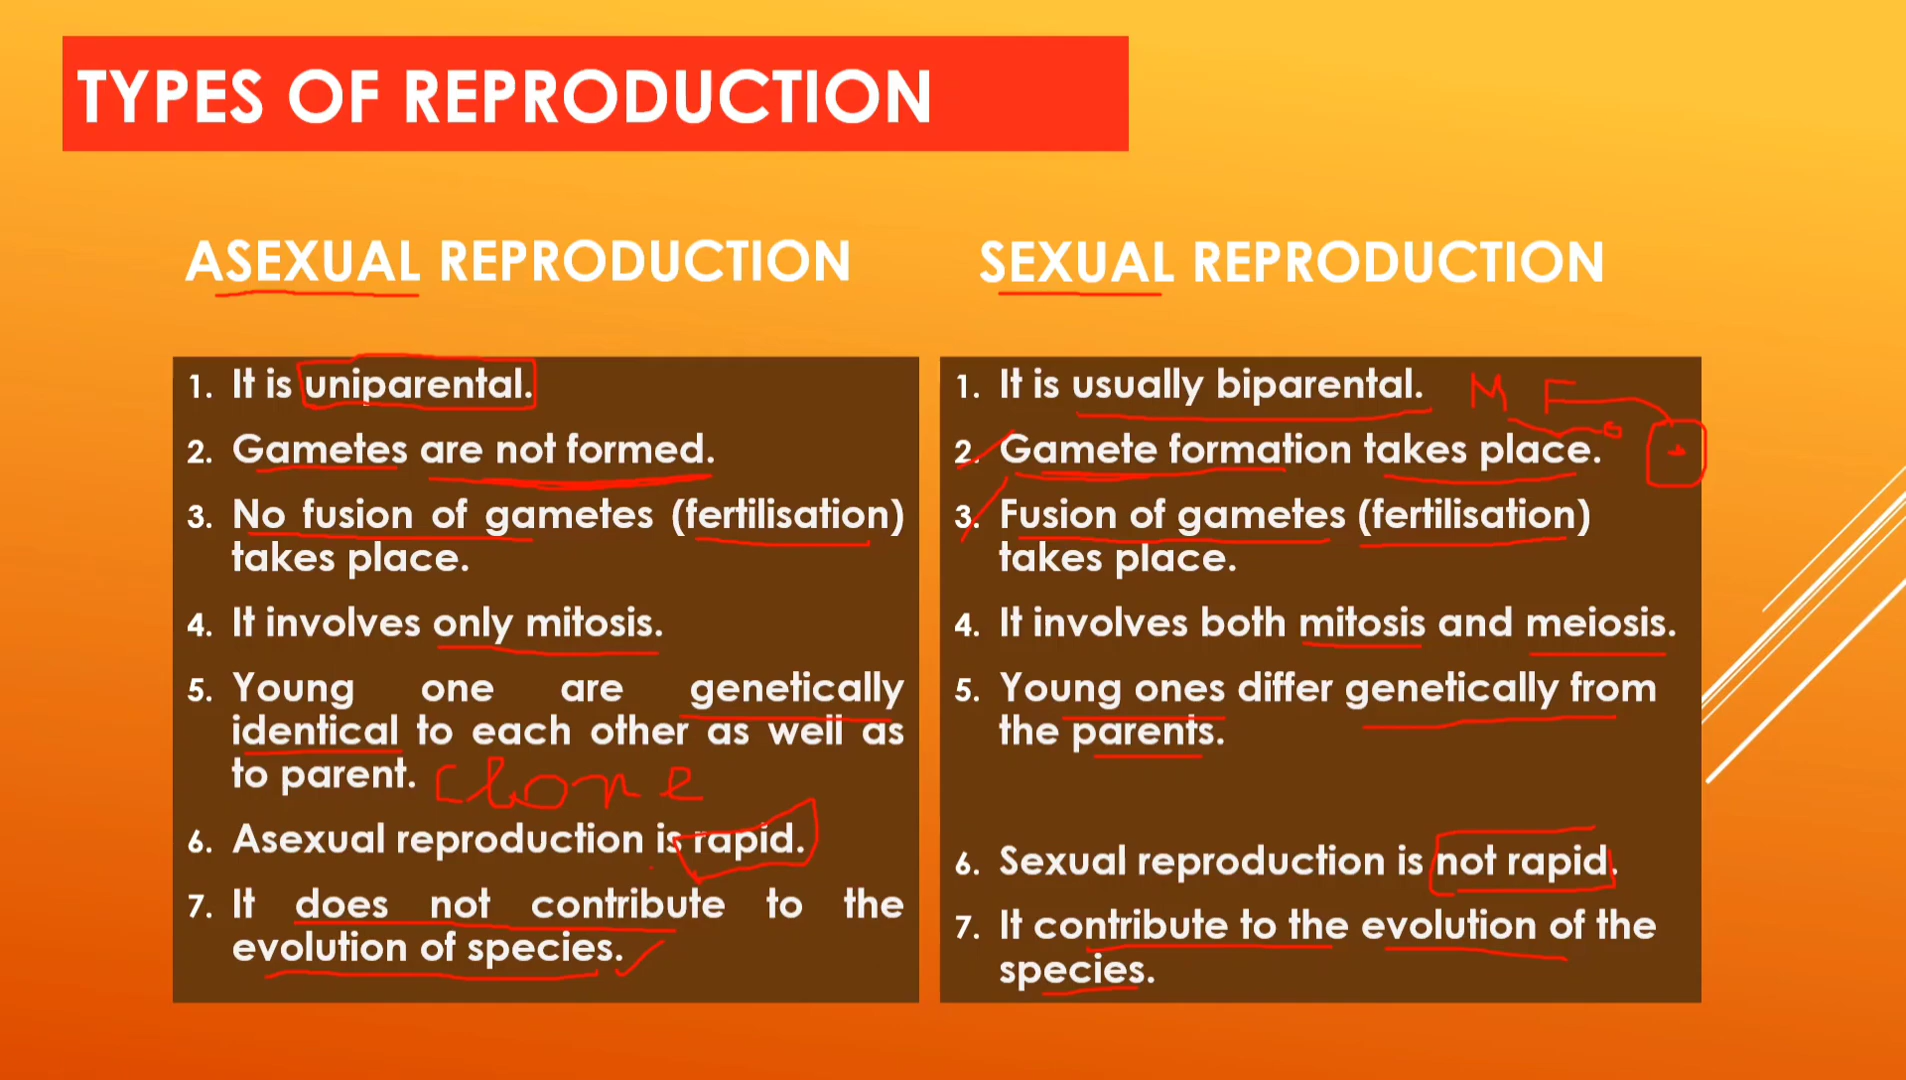 TYPES OF REPRODUCTION
ASEXUAL REPRODUCTION
1. It is uniparental.
2. Gametes are not formed.
3. No fusion of gametes (fertilisation)
takes place.
4. It involves only mitosis.
5. Young one are genetically
identical to each other as well as
to parent. Clone
6. Asexual reproduction is rapid.
7. It does not contribute to the
evolution of species.
SEXUAL REPRODUCTION
1. It is usually biparental. M F
2. Gamete formation takes place.
3. Fusion of gametes (fertilisation)
takes place.
4. It involves both mitosis and meiosis.
5. Young ones differ genetically from
the parents.
6. Sexual reproduction is not rapid.
7. It contribute to the evolution of the
species.